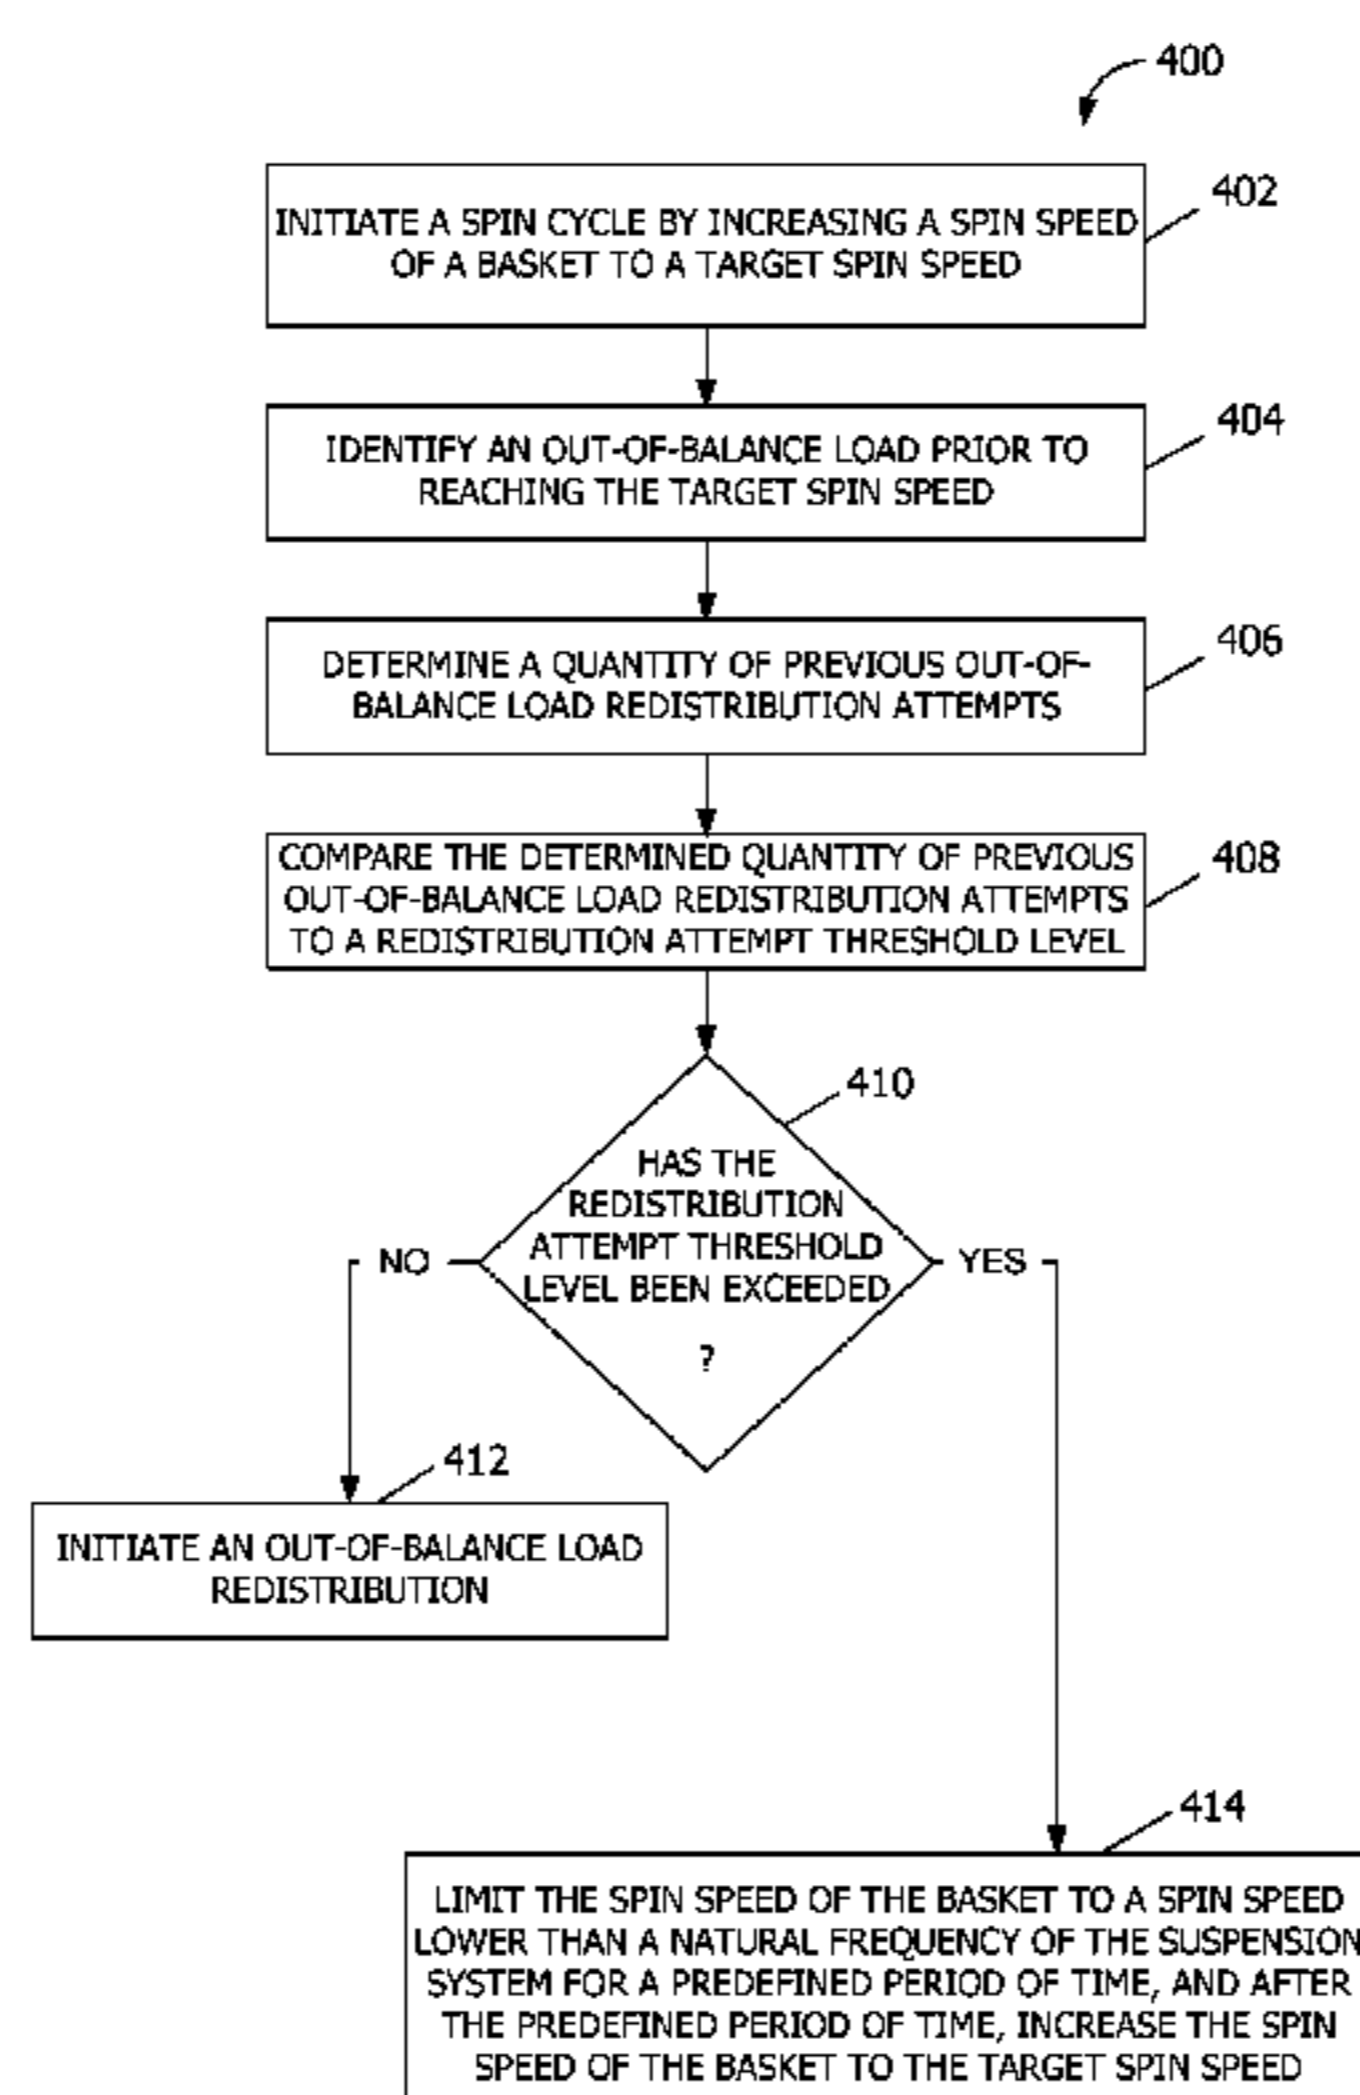 400
402
INITIATE A SPIN CYCLE BY INCREASING A SPIN SPEED
OF A BASKET TO A TARGET SPIN SPEED
404
IDENTIFY AN OUT-OF-BALANCE LOAD PRIOR TO
REACHING THE TARGET SPIN SPEED
406
DETERMINE A QUANTITY OF PREVIOUS OUT-OF-
BALANCE LOAD REDISTRIBUTION ATTEMPTS
408
COMPARE THE DETERMINED QUANTITY OF PREVIOUS
OUT-OF-BALANCE LOAD REDISTRIBUTION ATTEMPTS
TO A REDISTRIBUTION ATTEMPT THRESHOLD LEVEL
410
HAS THE
REDISTRIBUTION
ATTEMPT THRESHOLD
LEVEL BEEN EXCEEDED
?
NO
YES
412
INITIATE AN OUT-OF-BALANCE LOAD
REDISTRIBUTION
414
LIMIT THE SPIN SPEED OF THE BASKET TO A SPIN SPEED
LOWER THAN A NATURAL FREQUENCY OF THE SUSPENSION
SYSTEM FOR A PREDEFINED PERIOD OF TIME, AND AFTER
THE PREDEFINED PERIOD OF TIME, INCREASE THE SPIN
SPEED OF THE BASKET TO THE TARGET SPIN SPEED